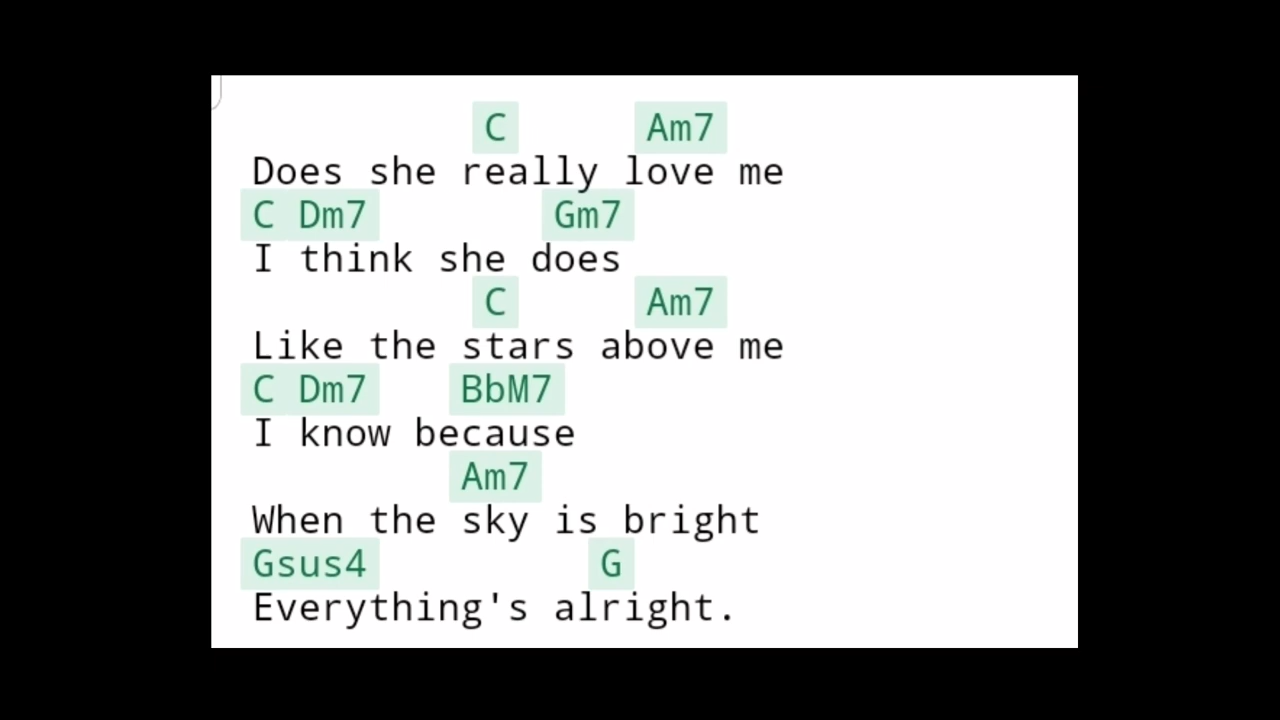 C Am7
Does she really love me
C Dm7 Gm7
I think she does
C Am7
Like the stars above me
C Dm7 BbM7
I know because
Am7
When the sky is bright
Gsus4 G
Everything's alright.